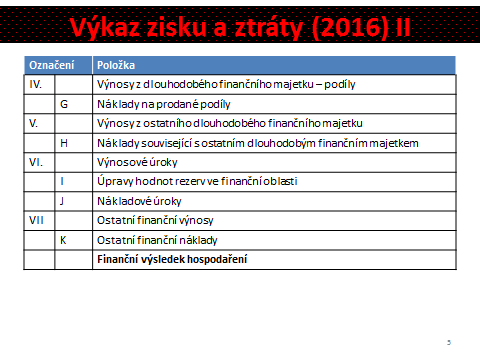 Výkaz zisku a ztráty (2016) II
Označení Položka
IV. Výnosy z dlouhodobého finančního majetku – podíly
G Náklady na prodané podíly
V. Výnosy z ostatního dlouhodobého finančního majetku
H Náklady související s ostatním dlouhodobým finančním majetkem
VI. Výnosové úroky
I Úpravy hodnot rezerv ve finanční oblasti
J Nákladové úroky
VII Ostatní finanční výnosy
K Ostatní finanční náklady
Finanční výsledek hospodaření